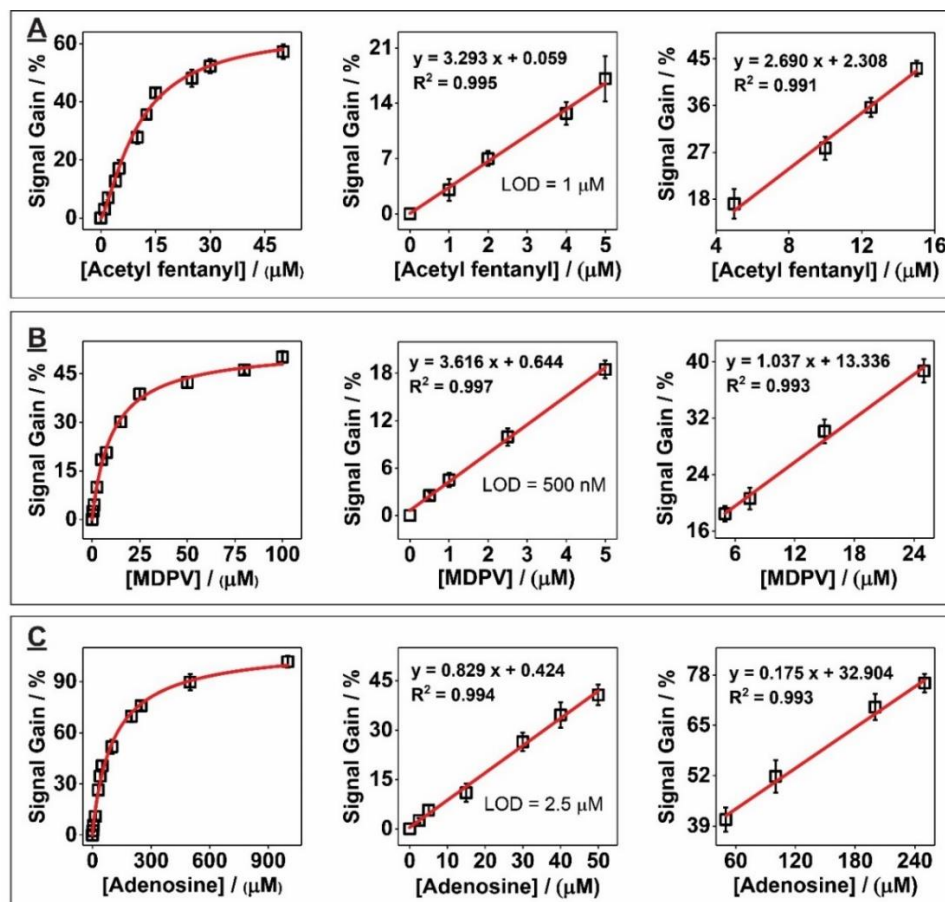 A
Signal Gain / %
60
40
20
0
0 15 30 45
[Acetyl fentanyl] / (μM)
Signal Gain / %
21
14
7
0
y = 3.293 x + 0.059
R² = 0.995
LOD = 1 μM
0 1 2 3 4 5
[Acetyl fentanyl] / (μM)
Signal Gain / %
45
36
27
18
y = 2.690 x + 2.308
R² = 0.991
4 8 12 16
[Acetyl fentanyl] / (μM)
B
Signal Gain / %
45
30
15
0
0 25 50 75 100
[MDPV] / (μM)
Signal Gain / %
18
12
6
0
y = 3.616 x + 0.644
R² = 0.997
LOD = 500 nM
0 1 2 3 4 5
[MDPV] / (μM)
Signal Gain / %
40
32
24
16
y = 1.037 x + 13.336
R² = 0.993
6 12 18 24
[MDPV] / (μM)
C
Signal Gain / %
90
60
30
0
0 300 600 900
[Adenosine] / (μM)
Signal Gain / %
45
30
15
0
y = 0.829 x + 0.424
R² = 0.994
LOD = 2.5 μM
0 10 20 30 40 50
[Adenosine] / (μM)
Signal Gain / %
78
65
52
39
y = 0.175 x + 32.904
R² = 0.993
60 120 180 240
[Adenosine] / (μM)